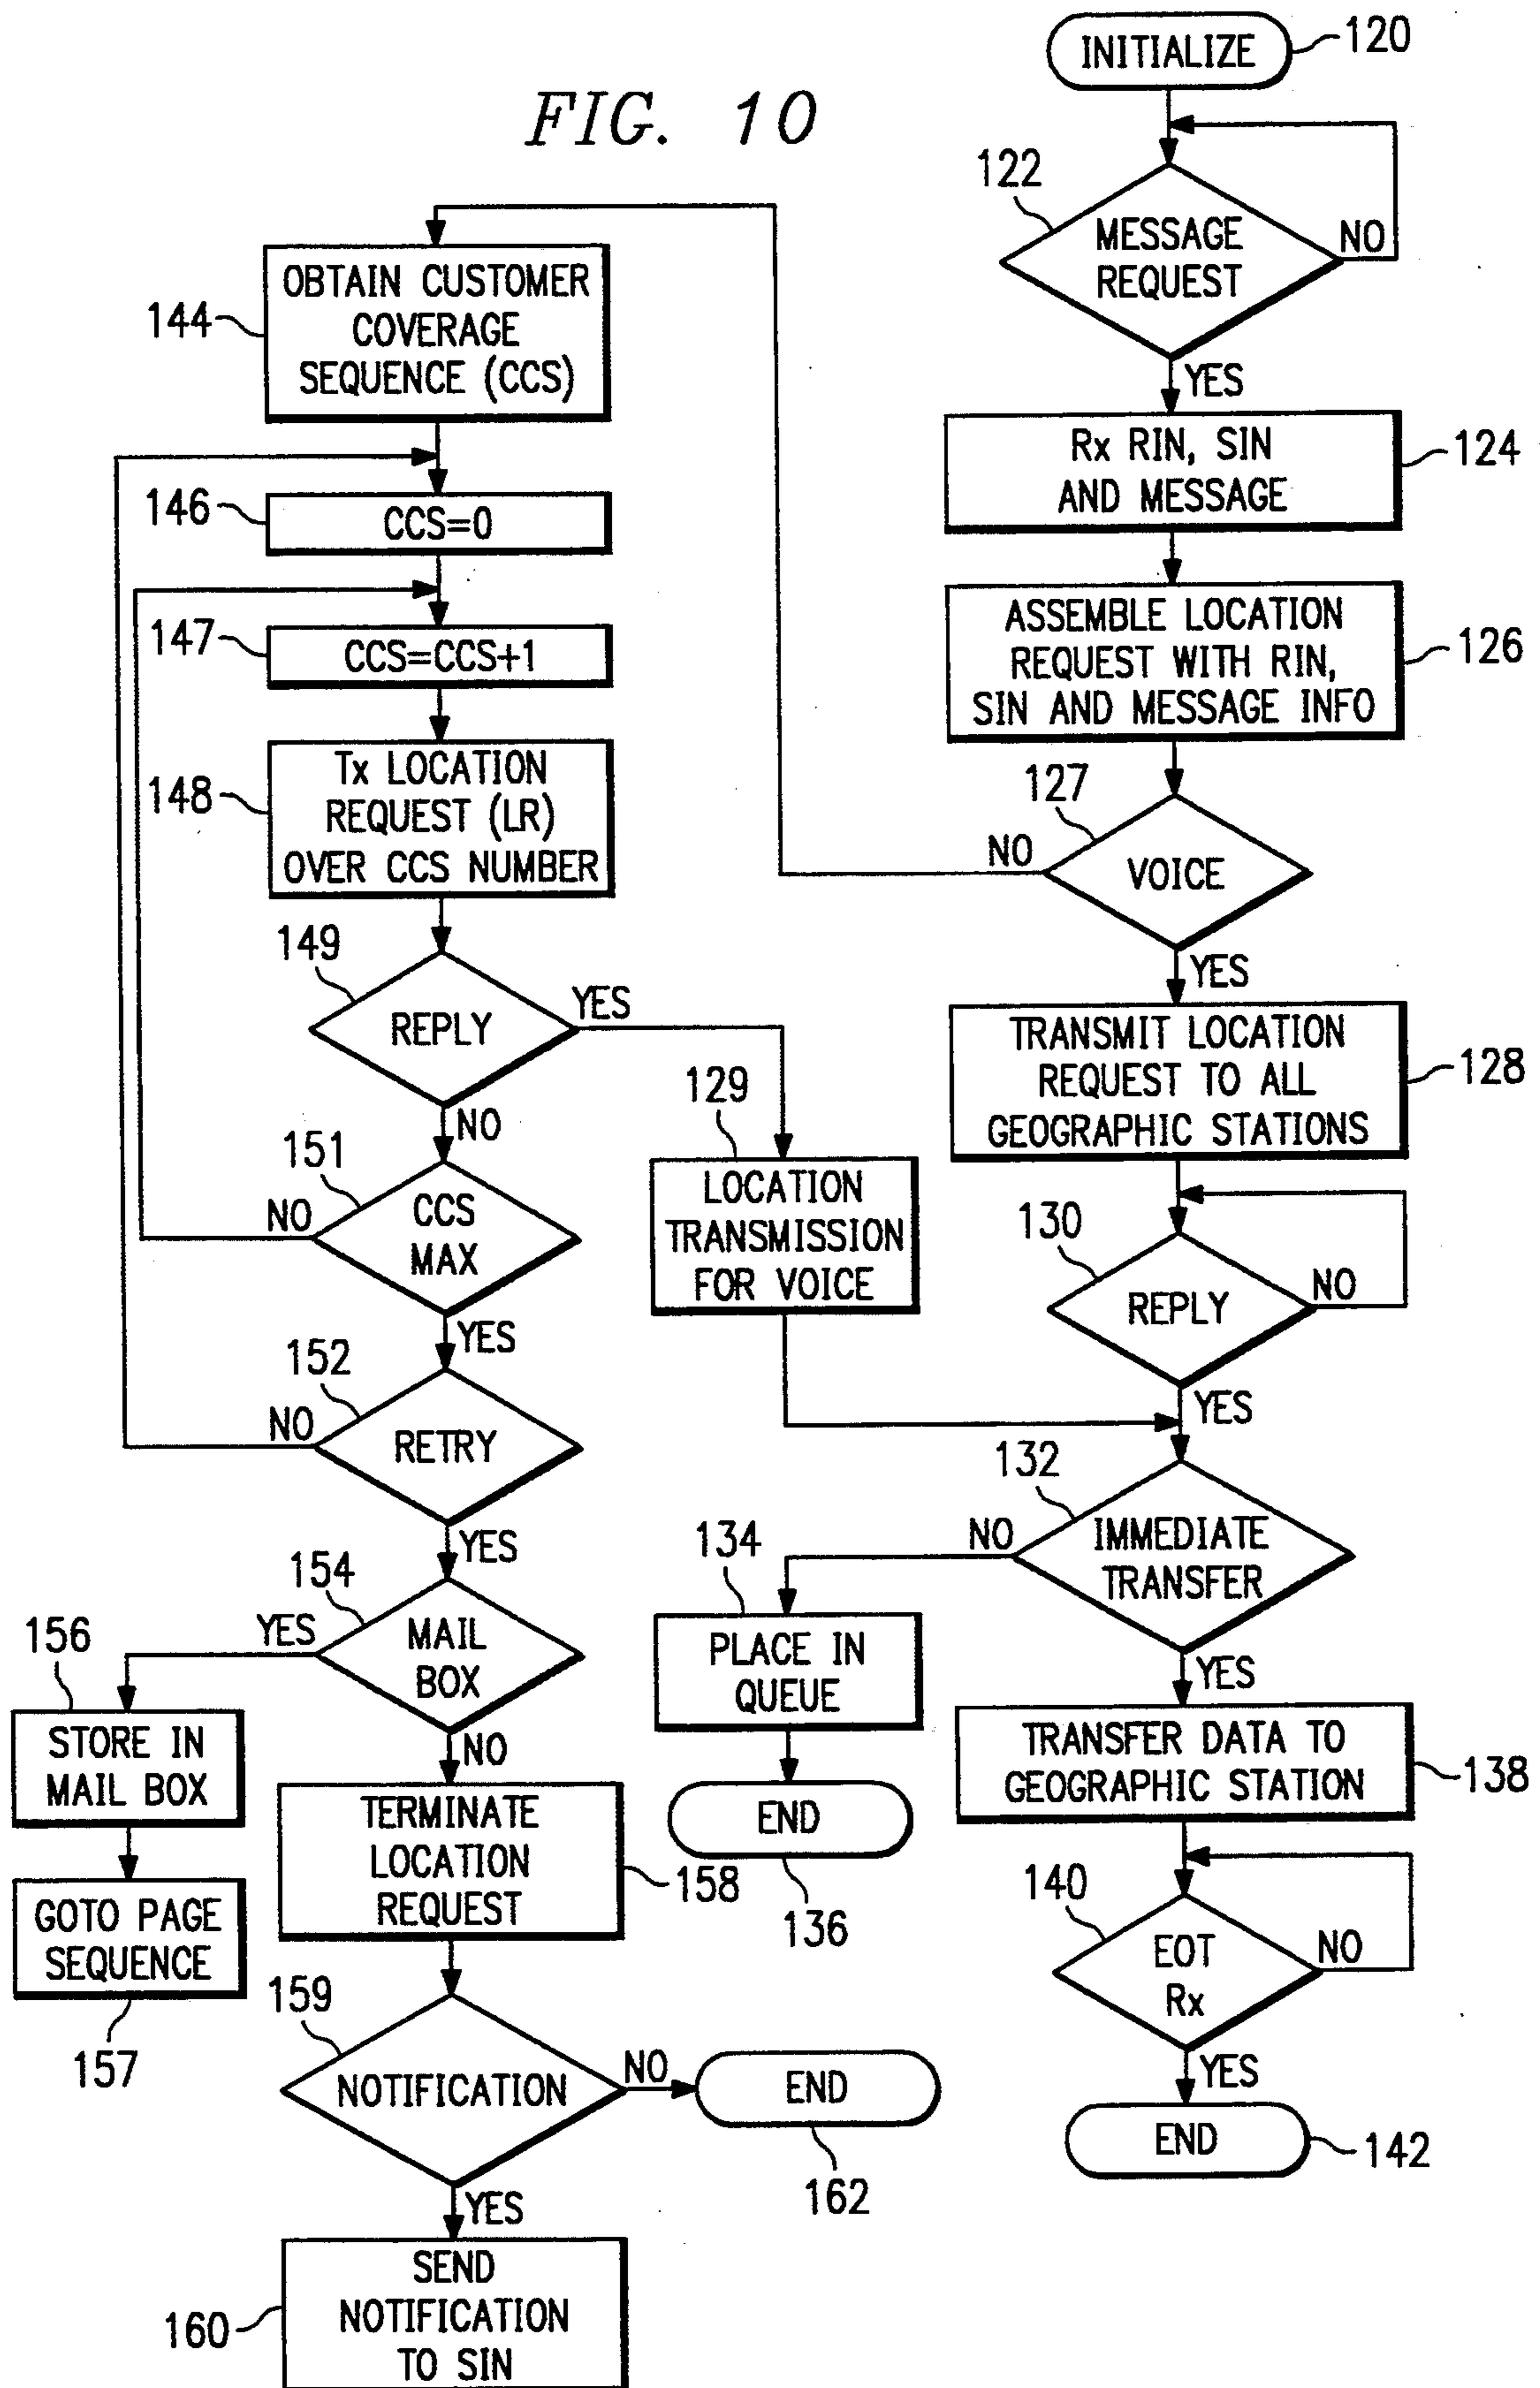 FIG. 10
INITIALIZE
120
122
MESSAGE
REQUEST
NO
YES
Rx RIN, SIN
AND MESSAGE
124
ASSEMBLE LOCATION
REQUEST WITH RIN,
SIN AND MESSAGE INFO
126
127
VOICE
NO
YES
TRANSMIT LOCATION
REQUEST TO ALL
GEOGRAPHIC STATIONS
128
130
REPLY
NO
YES
132
IMMEDIATE
TRANSFER
NO
YES
134
PLACE IN
QUEUE
END
136
TRANSFER DATA TO
GEOGRAPHIC STATION
138
140
EOT
Rx
NO
YES
END
142
144
OBTAIN CUSTOMER
COVERAGE
SEQUENCE (CCS)
146
CCS=0
147
CCS=CCS+1
148
Tx LOCATION
REQUEST (LR)
OVER CCS NUMBER
149
REPLY
YES
NO
129
LOCATION
TRANSMISSION
FOR VOICE
151
CCS
MAX
NO
YES
152
RETRY
NO
YES
154
MAIL
BOX
YES
NO
156
STORE IN
MAIL BOX
GOTO PAGE
SEQUENCE
157
TERMINATE
LOCATION
REQUEST
158
159
NOTIFICATION
NO
END
162
YES
SEND
NOTIFICATION
TO SIN
160